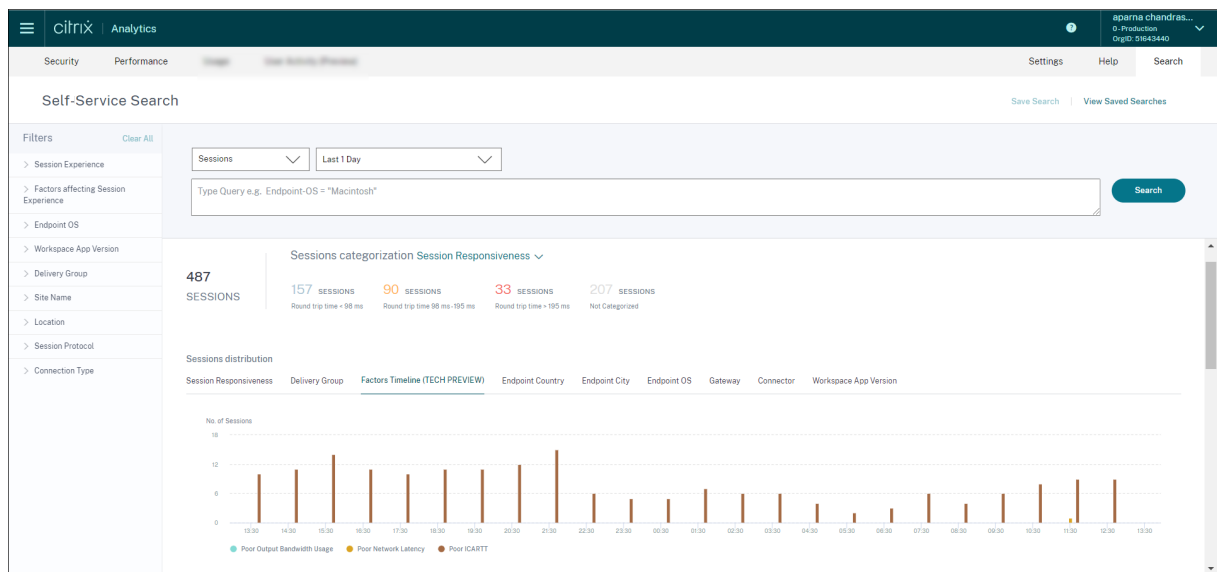 citrix | Analytics
?
aparna chandras...
0-Production
OrgID: 51643440
Security Performance Usage User Activity (Preview) Settings Help Search
Self-Service Search
Save Search | View Saved Searches
Filters Clear All
Session Experience
Factors affecting Session
Experience
Endpoint OS
Workspace App Version
Delivery Group
Site Name
Location
Session Protocol
Connection Type
Sessions Last 1 Day
Type Query e.g. Endpoint-OS = "Macintosh"
Search
487
SESSIONS
Sessions categorization Session Responsiveness
157 SESSIONS 90 SESSIONS 33 SESSIONS 207 SESSIONS
Round trip time < 98 ms Round trip time 98 ms -195 ms Round trip time > 195 ms Not Categorized
Sessions distribution
Session Responsiveness Delivery Group Factors Timeline (TECH PREVIEW) Endpoint Country Endpoint City Endpoint OS Gateway Connector Workspace App Version
No. of Sessions
18
12
6
0
13:30 14:30 15:30 16:30 17:30 18:30 19:30 20:30 21:30 22:30 23:30 00:30 01:30 02:30 03:30 04:30 05:30 06:30 07:30 08:30 09:30 10:30 11:30 12:30 13:30
Poor Output Bandwidth Usage Poor Network Latency Poor ICARTT